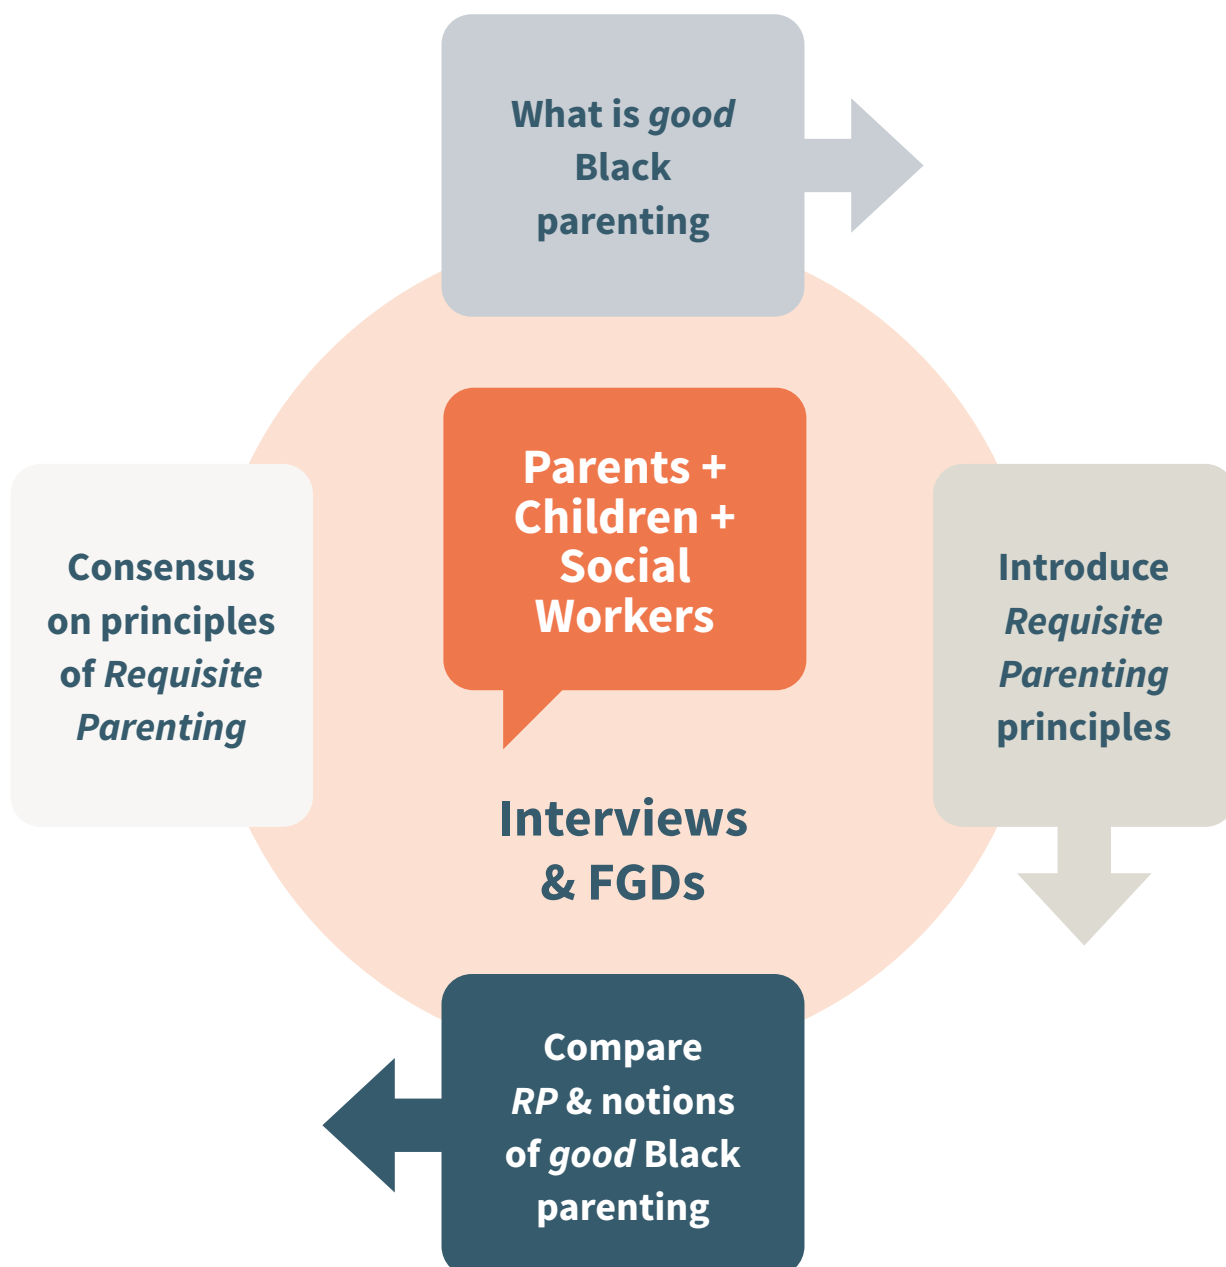 What is good
Black
parenting
Parents +
Children +
Social
Workers
Consensus
on principles
of Requisite
Parenting
Introduce
Requisite
Parenting
principles
Interviews
& FGDs
Compare
RP & notions
of good Black
parenting